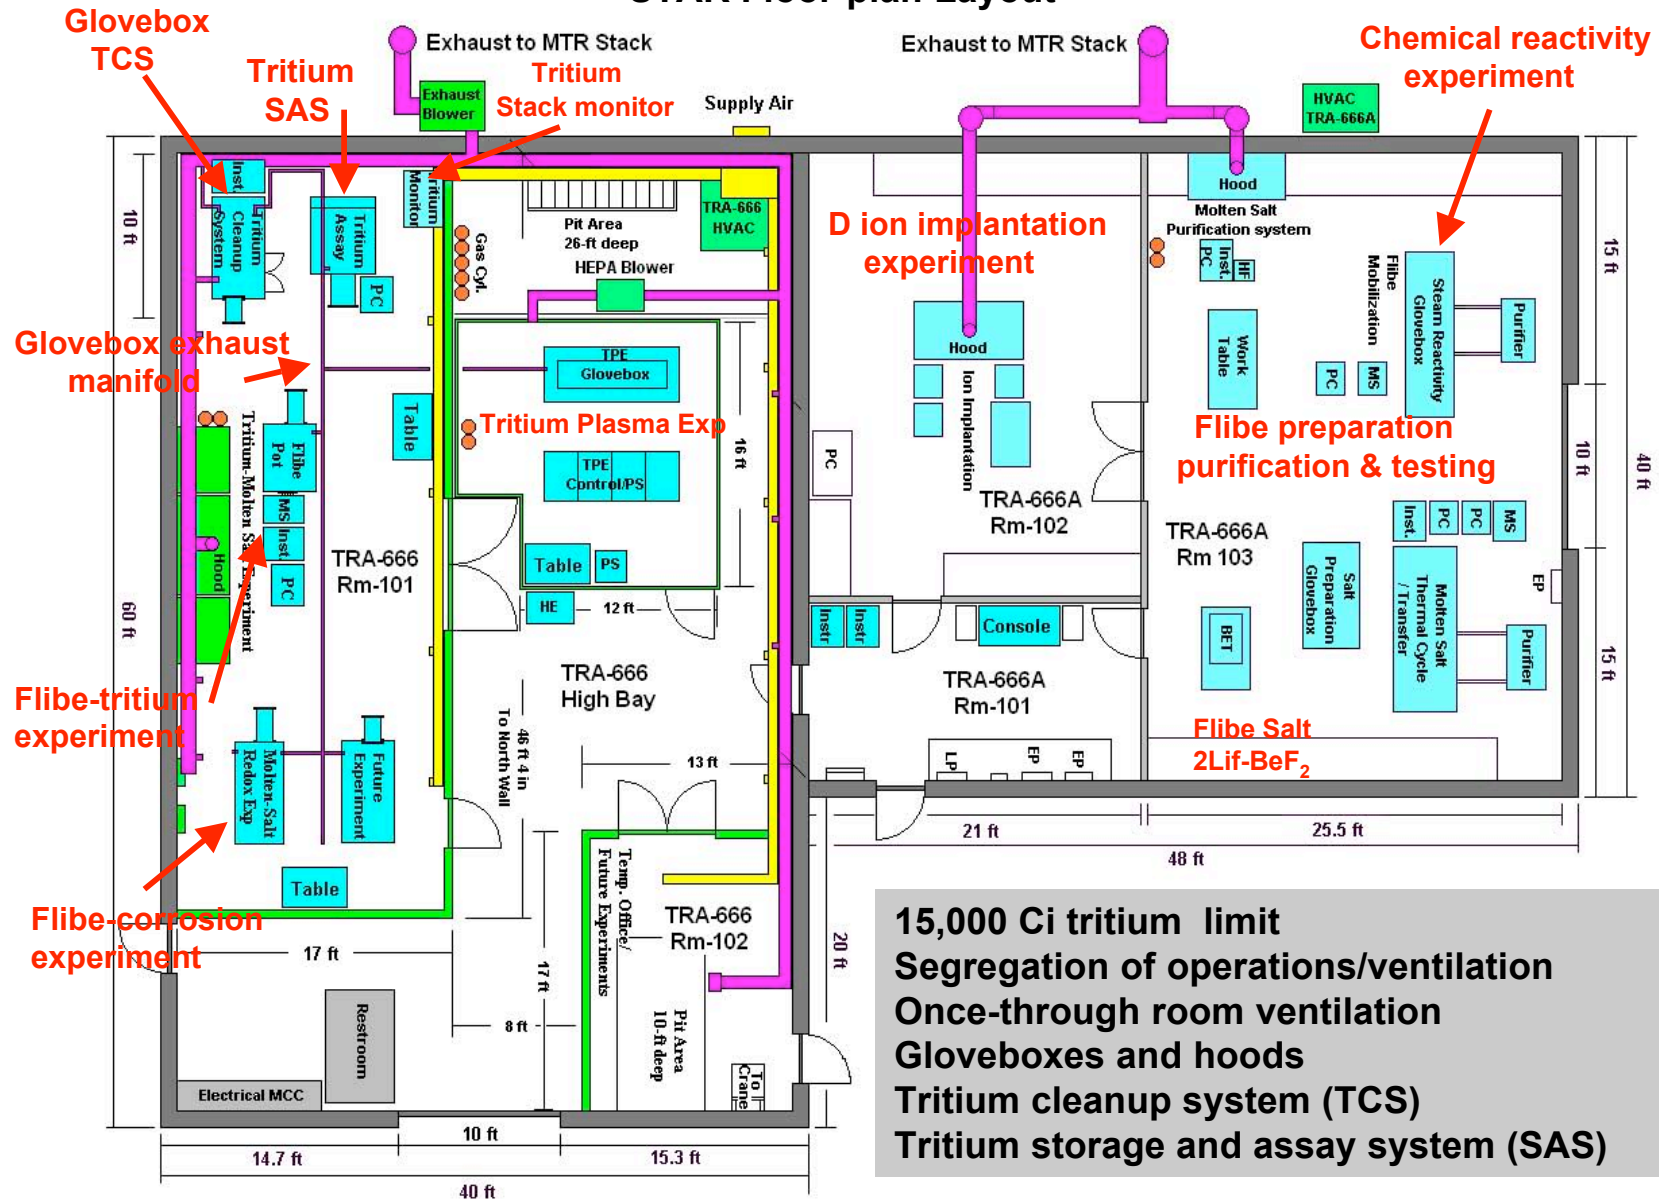 STAR Floor plan Layout
Glovebox
TCS
Tritium
SAS
Exhaust to MTR Stack
Exhaust
Blower
Tritium
Stack monitor
Supply Air
Exhaust to MTR Stack
HVAC
TRA-666A
Chemical reactivity
experiment
Inst.
Tritium
Cleanup
System
Tritium
Assay
PC
Tritium
Monitor
Gas Cyl.
Pit Area
26-ft deep
HEPA Blower
TRA-666
HVAC
10 ft
60 ft
Glovebox exhaust
manifold
Table
Tritium-Molten Salt Experiment
Flibe
Pot
MS
Inst.
PC
Hood
TRA-666
Rm-101
Flibe-tritium
experiment
Molten-Salt
Redox Exp
Future
Experiment
Table
Flibe-corrosion
experiment
17 ft
Restroom
Electrical MCC
14.7 ft
10 ft
15.3 ft
40 ft
TPE
Glovebox
Tritium Plasma Exp
TPE
Control/PS
16 ft
Table
PS
HE
12 ft
TRA-666
High Bay
46 ft 4 in
To North Wall
13 ft
17 ft
8 ft
Temp. Office/
Future Experiments
TRA-666
Rm-102
Pit Area
10-ft deep
To
Crane
20 ft
D ion implantation
experiment
Hood
Ion Implantation
PC
TRA-666A
Rm-102
Instr
Instr
Console
TRA-666A
Rm-101
LP
EP
EP
21 ft
25.5 ft
48 ft
Hood
Molten Salt
Purification system
Inst.
PC
HF
Work
Table
Flibe
Mobilization
Steam Reactivity
Glovebox
Purifier
PC
MS
Flibe preparation
purification & testing
TRA-666A
Rm 103
Inst.
PC
PC
MS
Salt
Preparation
Glovebox
BET
Molten Salt
Thermal Cycle
/ Transfer
Purifier
EP
Flibe Salt
2Lif-BeF₂
15 ft
10 ft
40 ft
15 ft
15,000 Ci tritium limit
Segregation of operations/ventilation
Once-through room ventilation
Gloveboxes and hoods
Tritium cleanup system (TCS)
Tritium storage and assay system (SAS)